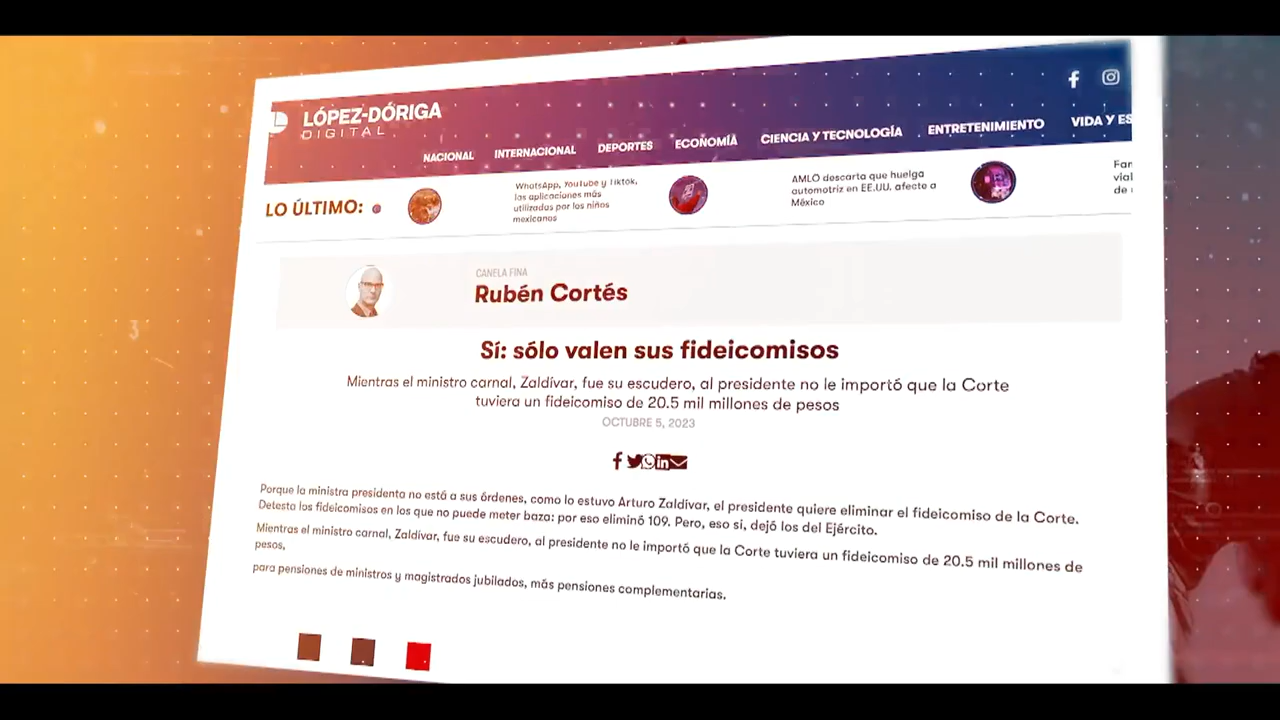 LÓPEZ-DÓRIGA
DIGITAL
NACIONAL INTERNACIONAL DEPORTES ECONOMÍA CIENCIA Y TECNOLOGÍA ENTRETENIMIENTO VIDA Y ES
LO ÚLTIMO:
WhatsApp, YouTube y Tiktok,
las aplicaciones más
utilizadas por los niños
mexicanos
AMLO descarta que huelga
automotriz en EE.UU. afecte a
México
Fan
vial
de
CANELA FINA
Rubén Cortés
Sí: sólo valen sus fideicomisos
Mientras el ministro carnal, Zaldívar, fue su escudero, al presidente no le importó que la Corte
tuviera un fideicomiso de 20.5 mil millones de pesos
OCTUBRE 5, 2023
Porque la ministra presidenta no está a sus órdenes, como lo estuvo Arturo Zaldívar, el presidente quiere eliminar el fideicomiso de la Corte.
Detesta los fideicomisos en los que no puede meter baza: por eso eliminó 109. Pero, eso sí, dejó los del Ejército.
Mientras el ministro carnal, Zaldívar, fue su escudero, al presidente no le importó que la Corte tuviera un fideicomiso de 20.5 mil millones de
pesos,
para pensiones de ministros y magistrados jubilados, más pensiones complementarias.